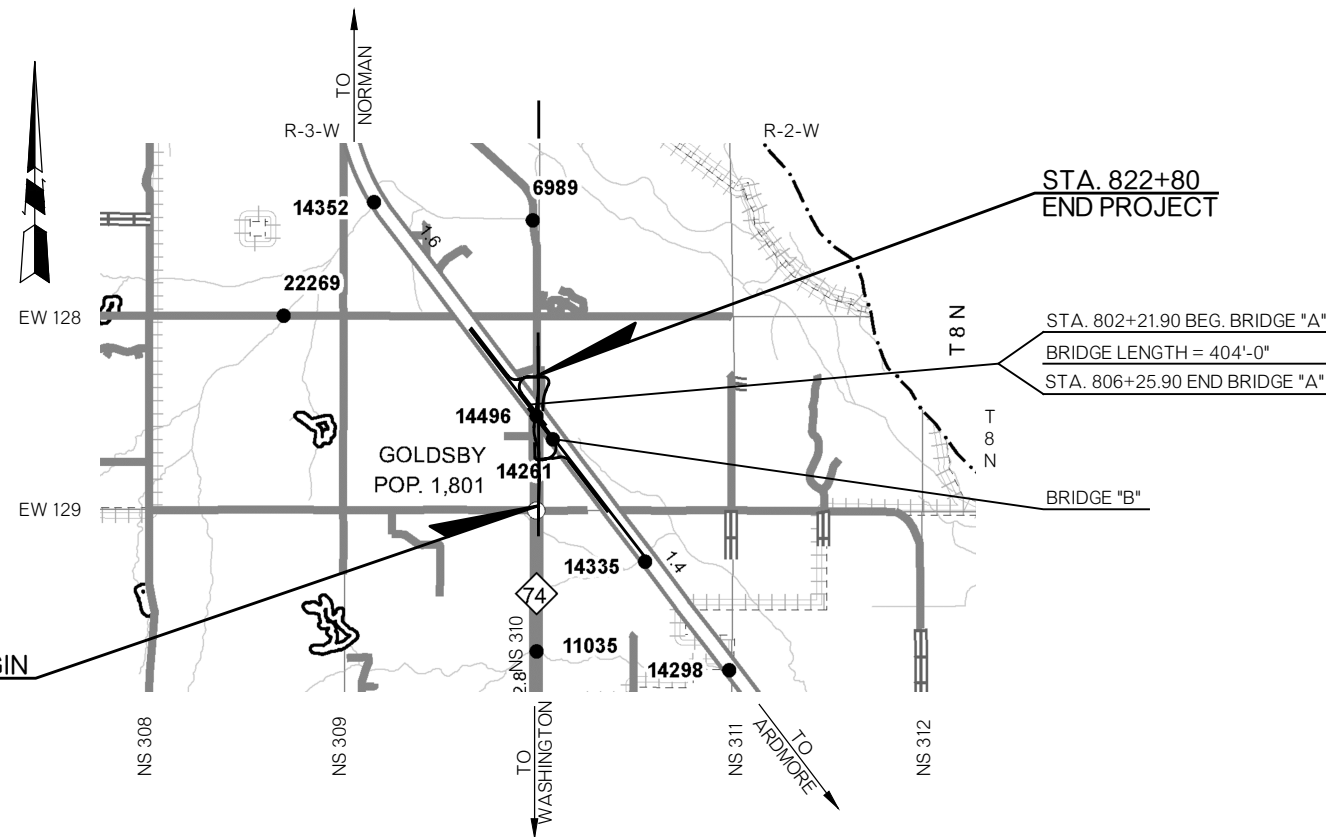 TO
NORMAN
R-3-W
R-2-W
STA. 822+80
END PROJECT
6989
14352
1.6
22269
EW 128
T 8 N
STA. 802+21.90 BEG. BRIDGE "A"
BRIDGE LENGTH = 404'-0"
STA. 806+25.90 END BRIDGE "A"
14496
T
8
N
GOLDSBY
POP. 1,801
14261
BRIDGE "B"
EW 129
14335
1.4
74
NS 310
11035
14298
2.8
NS 308
NS 309
TO
WASHINGTON
NS 311
TO
ARDMORE
NS 312